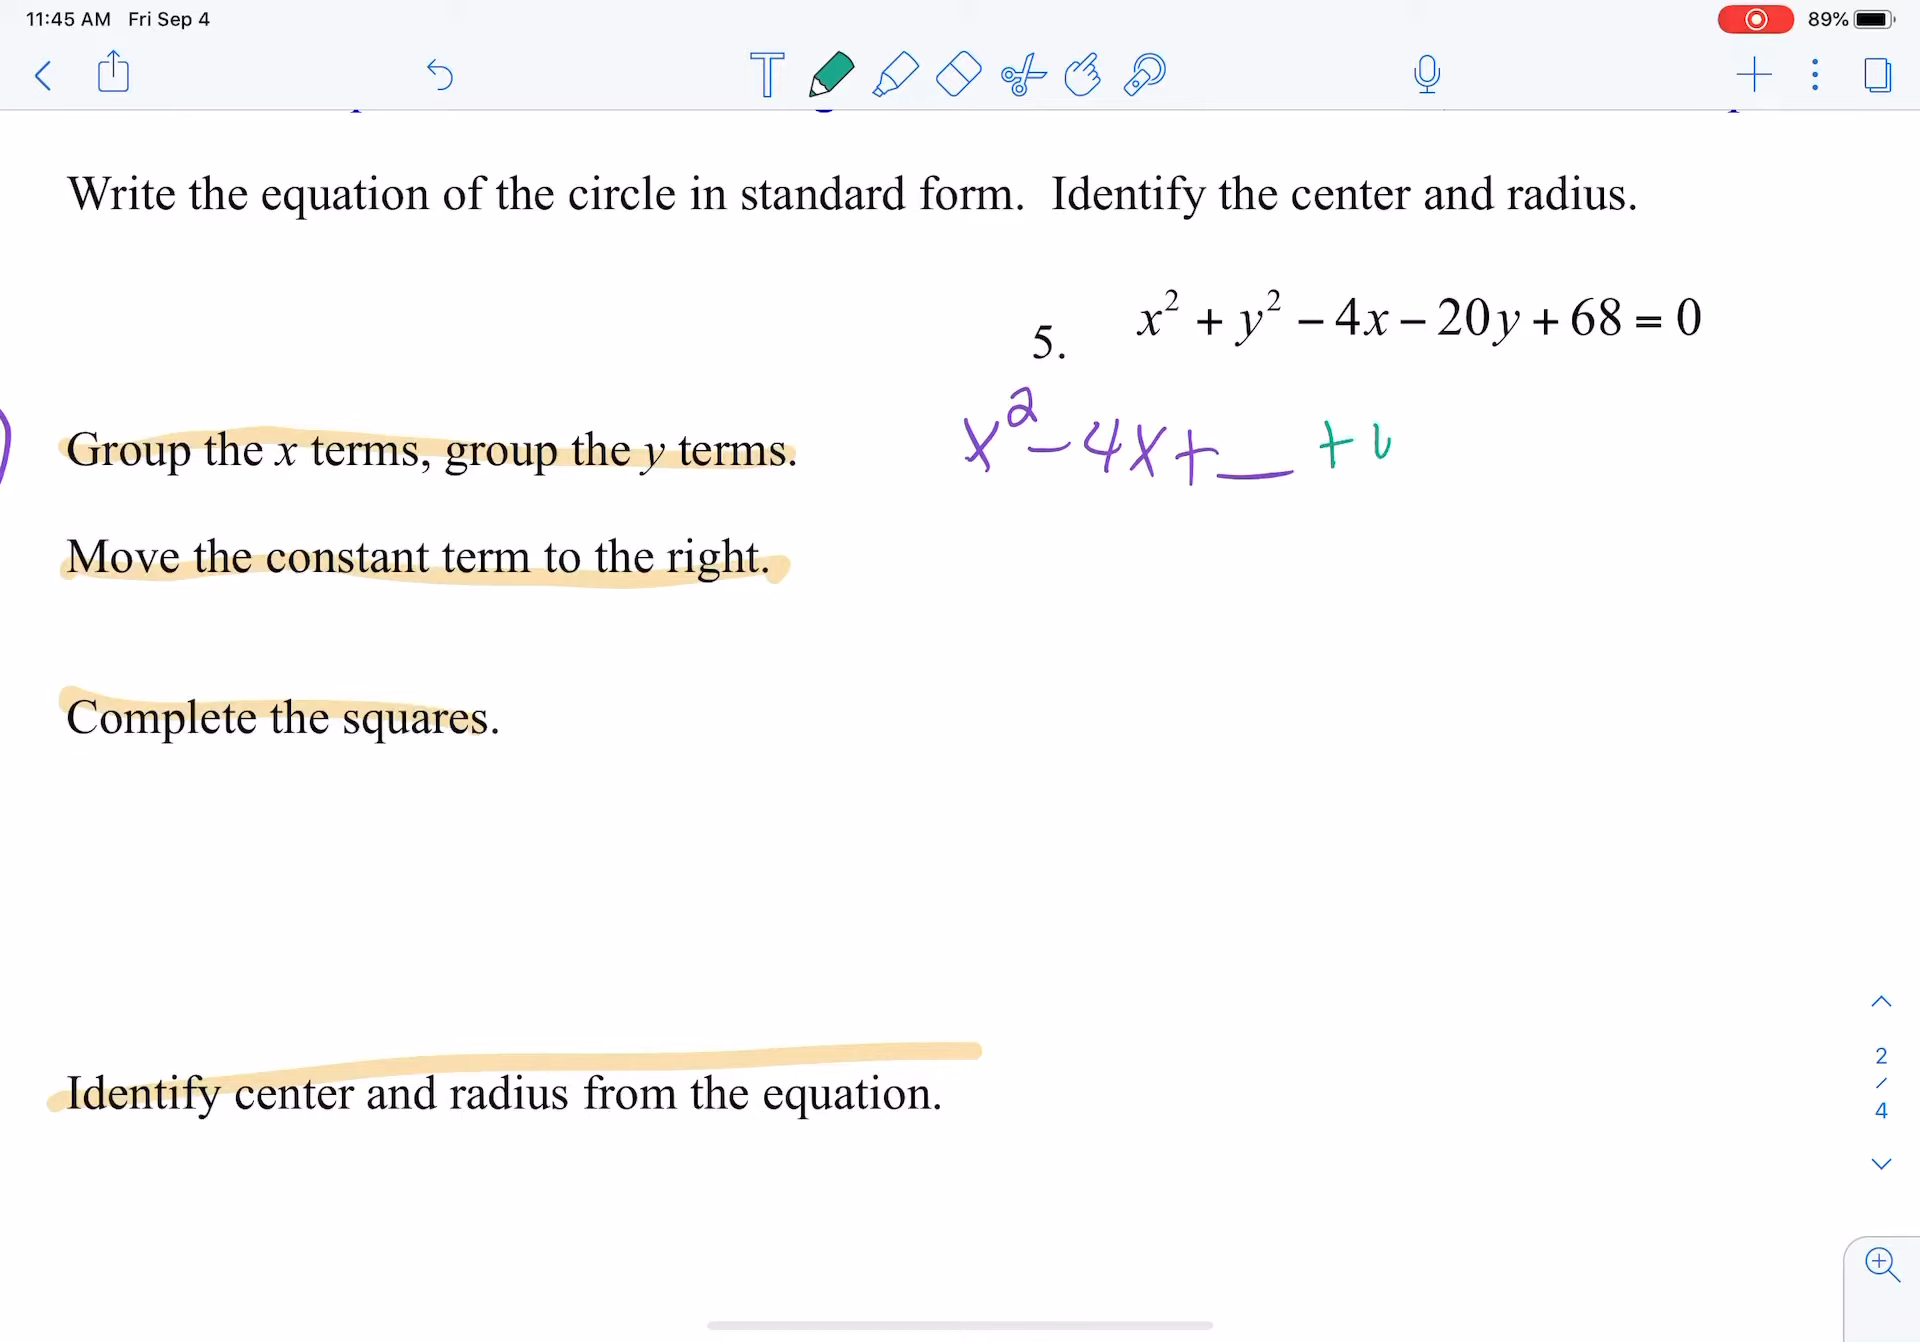 11:45 AM Fri Sep 4
89%
T
Write the equation of the circle in standard form. Identify the center and radius.
5. x² + y² − 4x − 20y + 68 = 0
Group the x terms, group the y terms.
x² − 4x + __ +
Move the constant term to the right.
Complete the squares.
2
/
4
Identify center and radius from the equation.